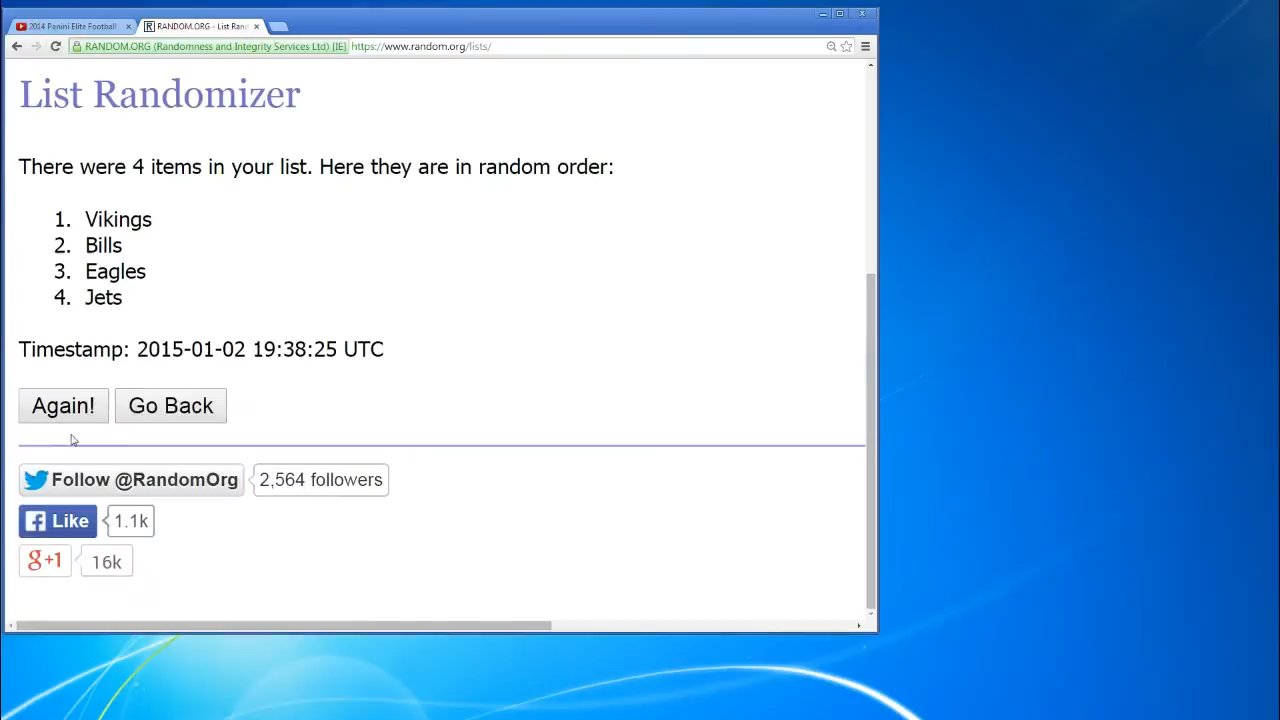 2014 Panini Elite Football
RANDOM.ORG - List Ran
RANDOM.ORG (Randomness and Integrity Services Ltd) [IE] https://www.random.org/lists/
List Randomizer
There were 4 items in your list. Here they are in random order:
1. Vikings
2. Bills
3. Eagles
4. Jets
Timestamp: 2015-01-02 19:38:25 UTC
Again! Go Back
Follow @RandomOrg 2,564 followers
Like 1.1k
g+1 16k